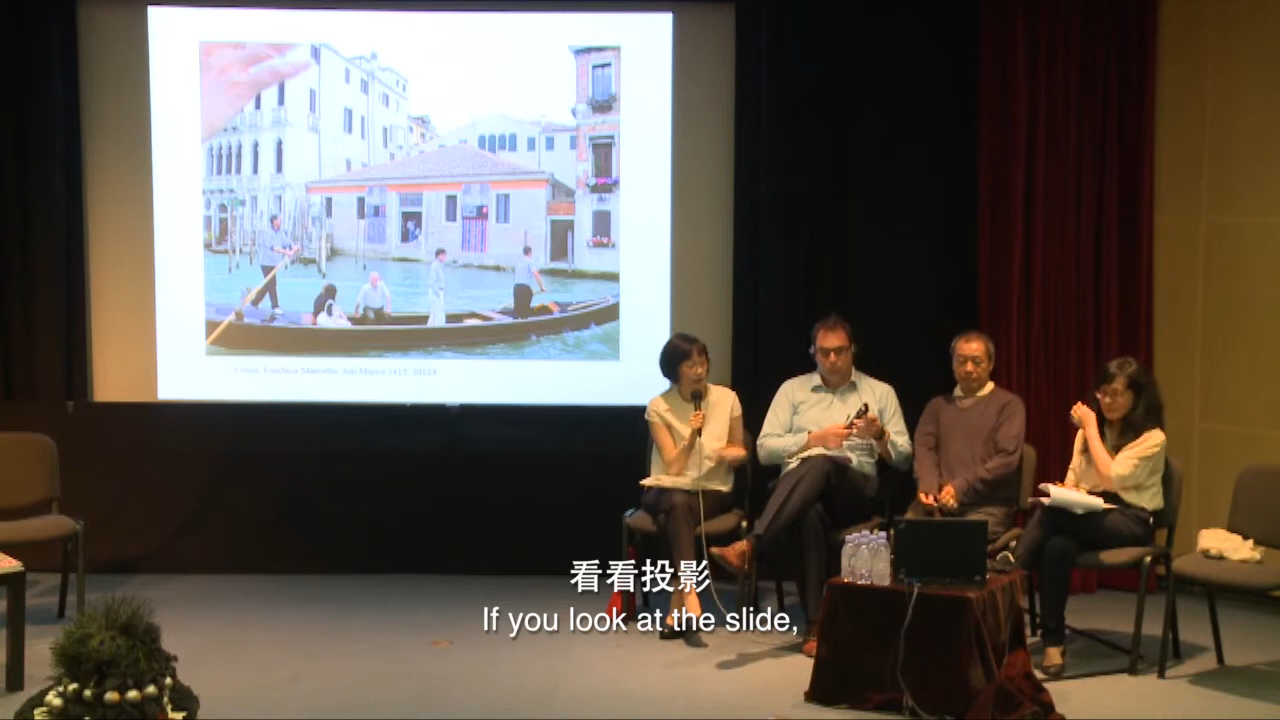 看看投影
If you look at the slide,